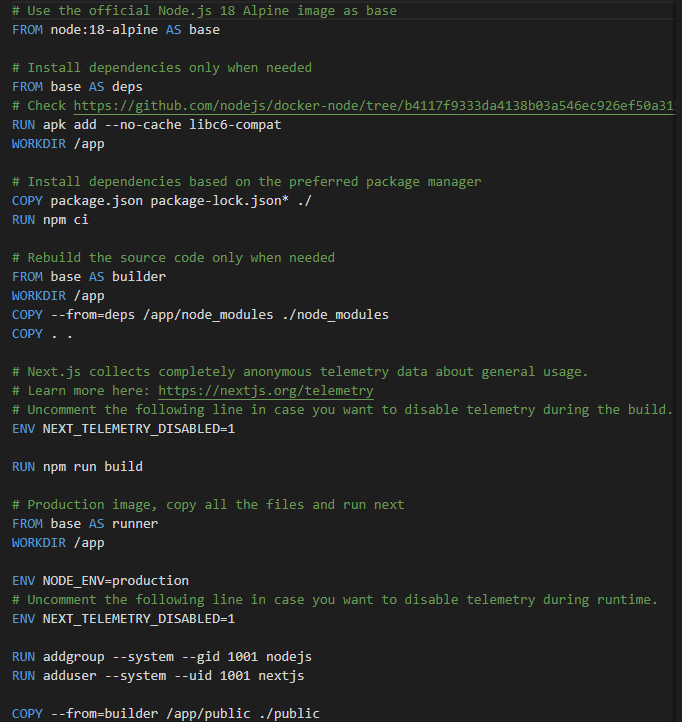 # Use the official Node.js 18 Alpine image as base
FROM node:18-alpine AS base
# Install dependencies only when needed
FROM base AS deps
# Check https://github.com/nodejs/docker-node/tree/b4117f9333da4138b03a546ec926ef50a31
RUN apk add --no-cache libc6-compat
WORKDIR /app
# Install dependencies based on the preferred package manager
COPY package.json package-lock.json* ./
RUN npm ci
# Rebuild the source code only when needed
FROM base AS builder
WORKDIR /app
COPY --from=deps /app/node_modules ./node_modules
COPY . .
# Next.js collects completely anonymous telemetry data about general usage.
# Learn more here: https://nextjs.org/telemetry
# Uncomment the following line in case you want to disable telemetry during the build.
ENV NEXT_TELEMETRY_DISABLED=1
RUN npm run build
# Production image, copy all the files and run next
FROM base AS runner
WORKDIR /app
ENV NODE_ENV=production
# Uncomment the following line in case you want to disable telemetry during runtime.
ENV NEXT_TELEMETRY_DISABLED=1
RUN addgroup --system --gid 1001 nodejs
RUN adduser --system --uid 1001 nextjs
COPY --from=builder /app/public ./public